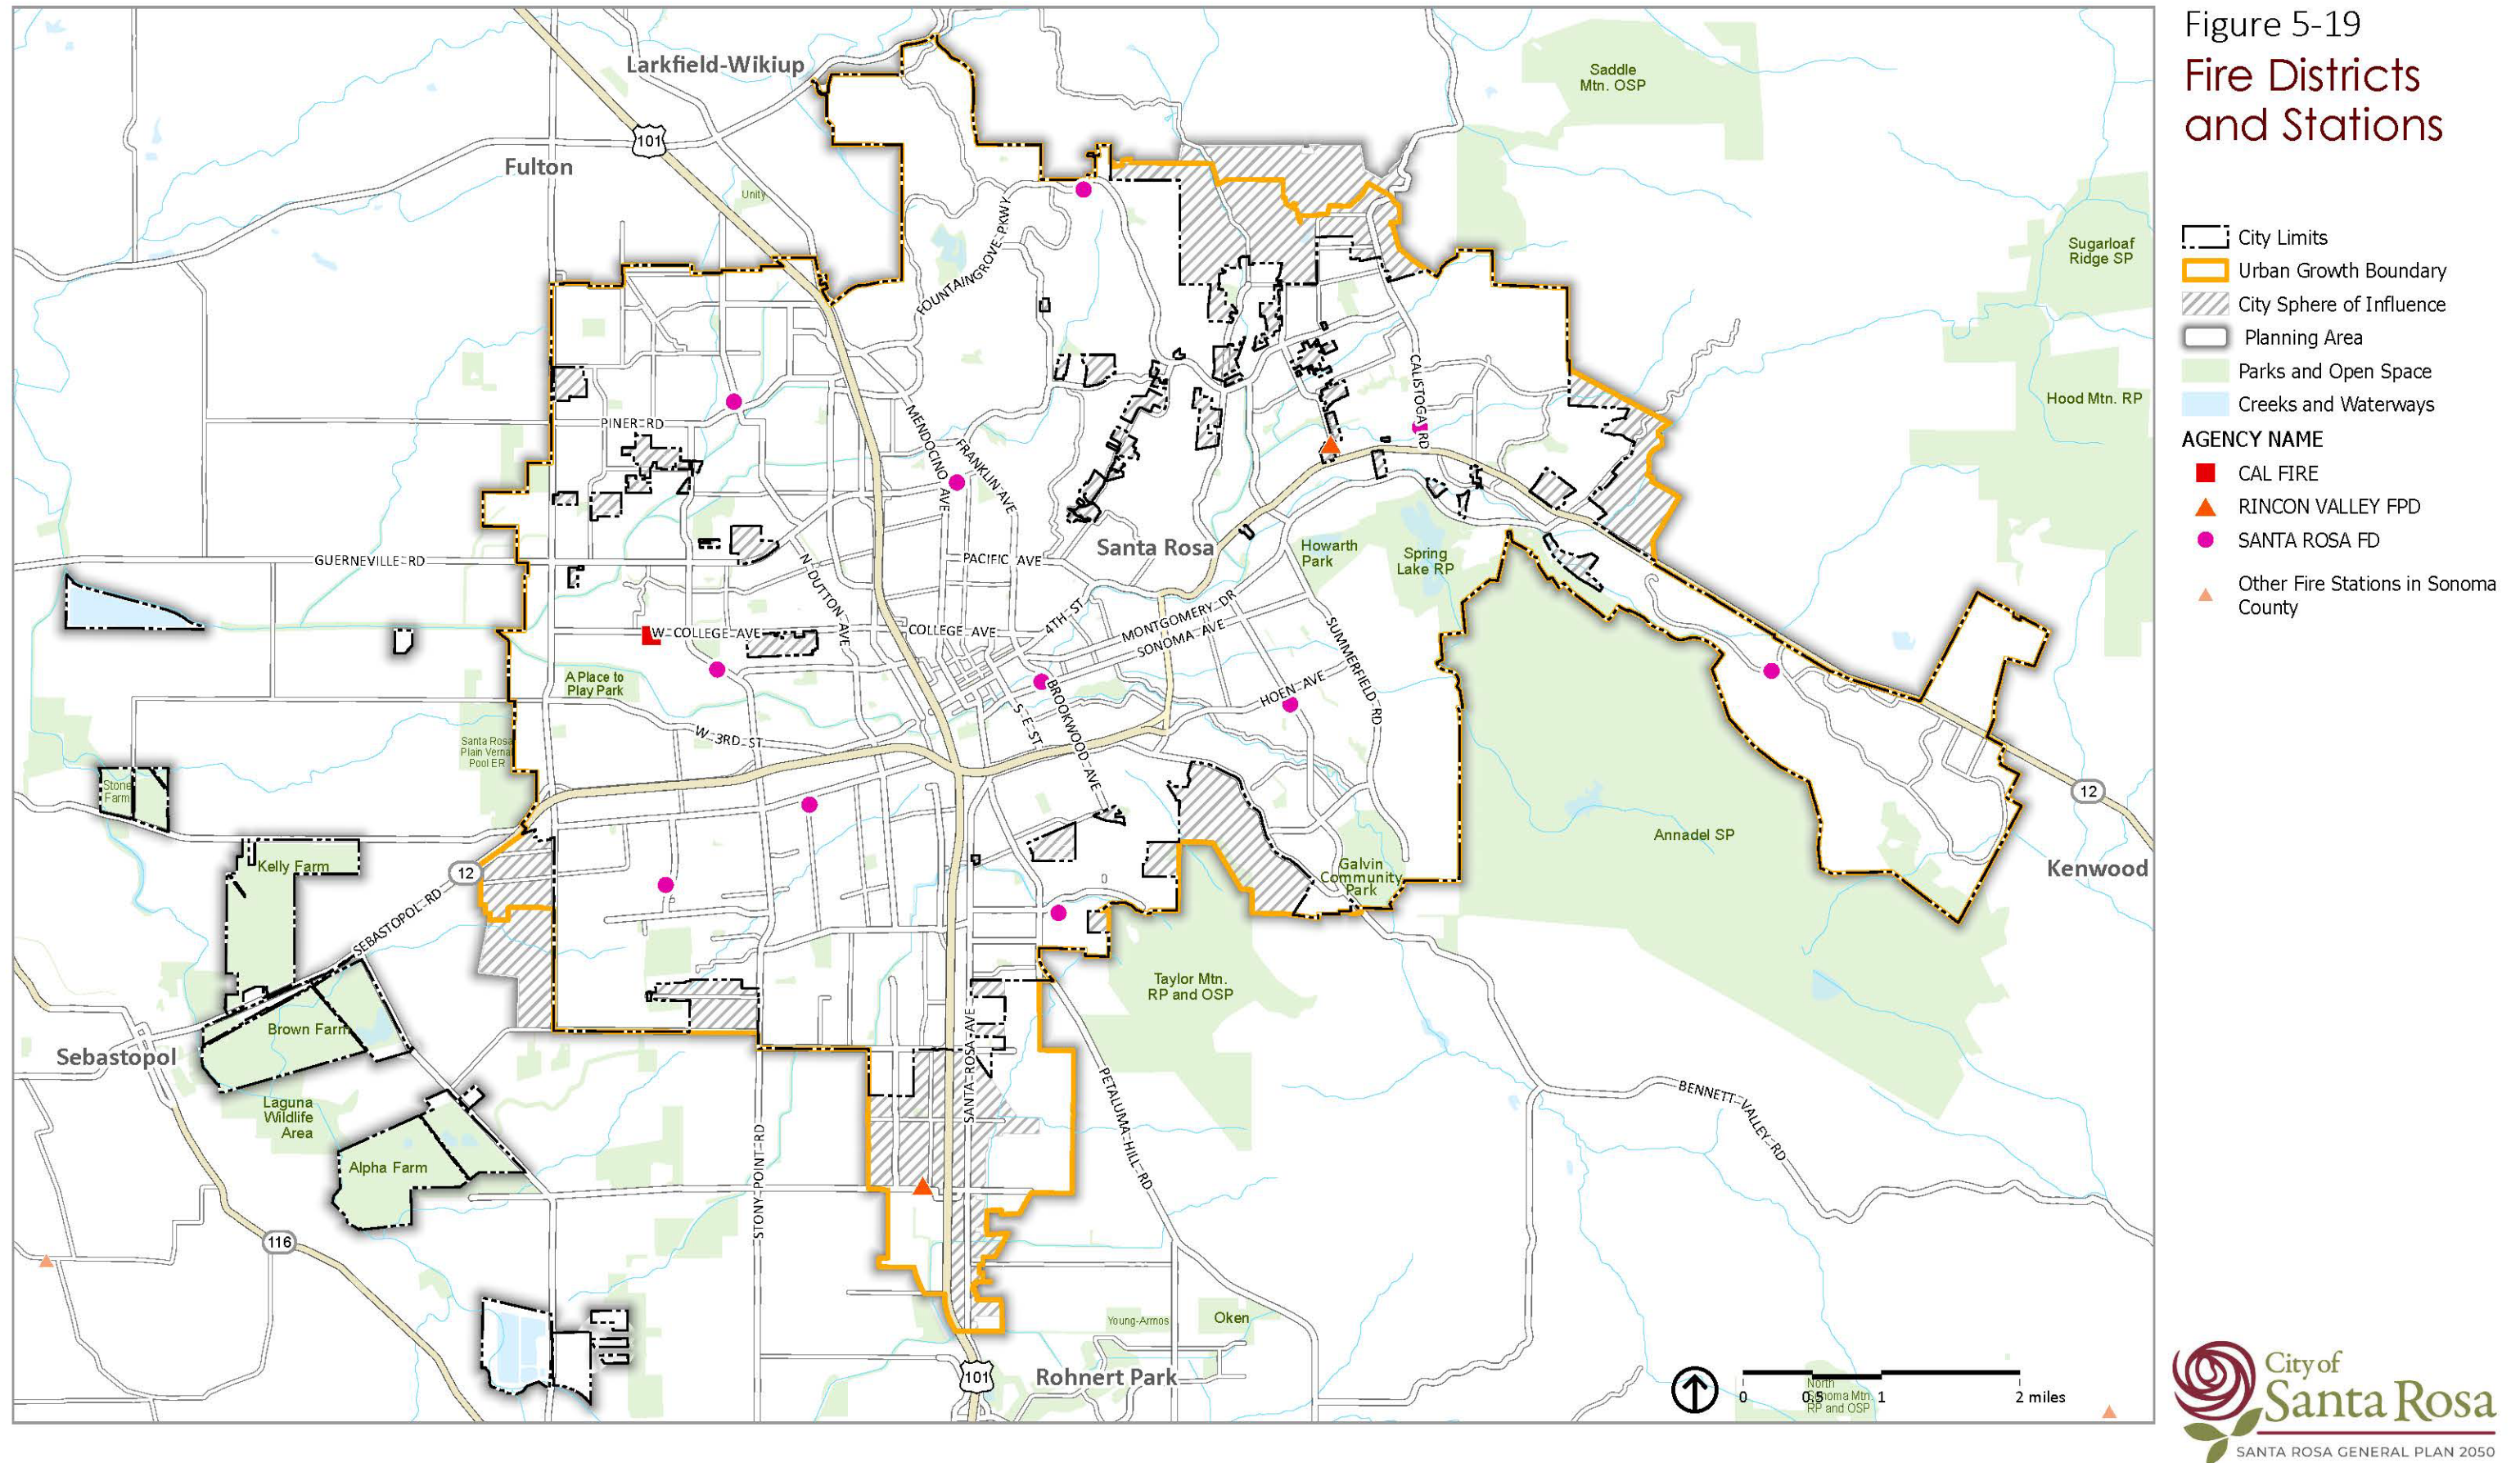 Figure 5-19
Fire Districts
and Stations
City Limits
Urban Growth Boundary
City Sphere of Influence
Planning Area
Parks and Open Space
Creeks and Waterways
AGENCY NAME
CAL FIRE
RINCON VALLEY FPD
SANTA ROSA FD
Other Fire Stations in Sonoma
County
Larkfield-Wikiup
Saddle
Mtn. OSP
101
Fulton
Unity
Sugarloaf
Ridge SP
FOUNTAINGROVE PKWY
Hood Mtn. RP
CALISTOGA RD
PINER RD
MENDOCINO AVE
FRANKLIN AVE
Santa Rosa
Howarth
Park
Spring
Lake RP
GUERNEVILLE RD
PACIFIC AVE
N DUTTON AVE
4TH ST
MONTGOMERY DR
SONOMA AVE
W COLLEGE AVE
COLLEGE AVE
SUMMERFIELD RD
A Place to
Play Park
HOEN AVE
BROOKWOOD AVE
S E ST
W 3RD ST
Santa Rosa
Plain Vernal
Pool ER
Stone
Farm
12
Annadel SP
Kelly Farm
12
Galvin
Community
Park
Kenwood
SEBASTOPOL RD
Taylor Mtn.
RP and OSP
Brown Farm
Sebastopol
SANTA ROSA AVE
PETALUMA HILL RD
BENNETT VALLEY RD
Laguna
Wildlife
Area
Alpha Farm
STONY POINT RD
116
Young-Armos
Oken
101
Rohnert Park
0
0.5
1
2 miles
North
Sonoma Mtn.
RP and OSP
City of
Santa Rosa
SANTA ROSA GENERAL PLAN 2050